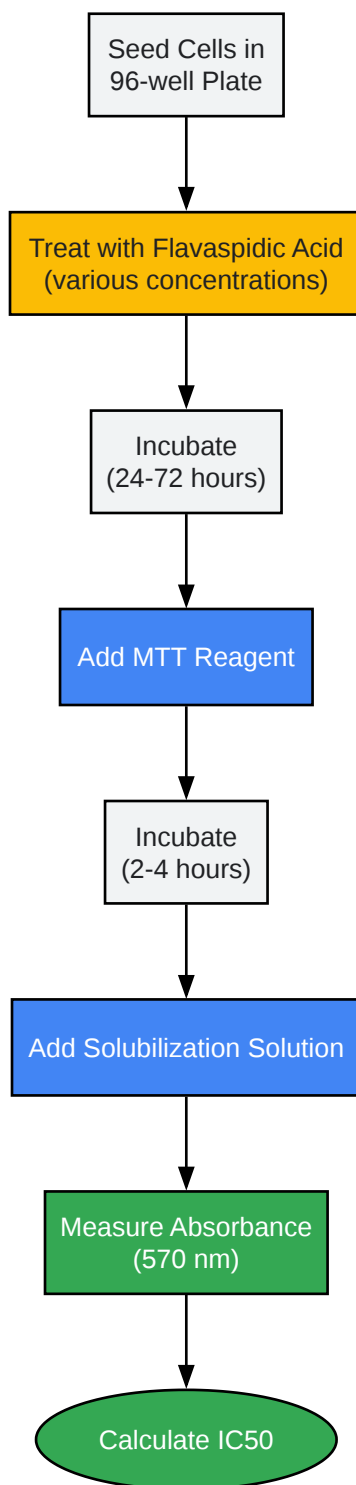 Seed Cells in
96-well Plate
Treat with Flavaspidic Acid
(various concentrations)
Incubate
(24-72 hours)
Add MTT Reagent
Incubate
(2-4 hours)
Add Solubilization Solution
Measure Absorbance
(570 nm)
Calculate IC50